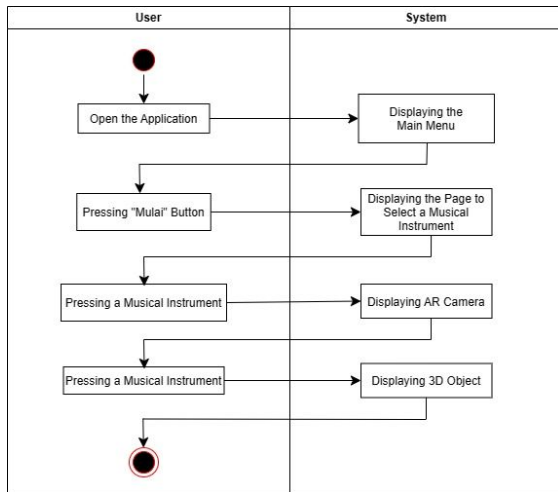 User
System
Open the Application
Displaying the
Main Menu
Pressing "Mulai" Button
Displaying the Page to
Select a Musical
Instrument
Pressing a Musical Instrument
Displaying AR Camera
Pressing a Musical Instrument
Displaying 3D Object